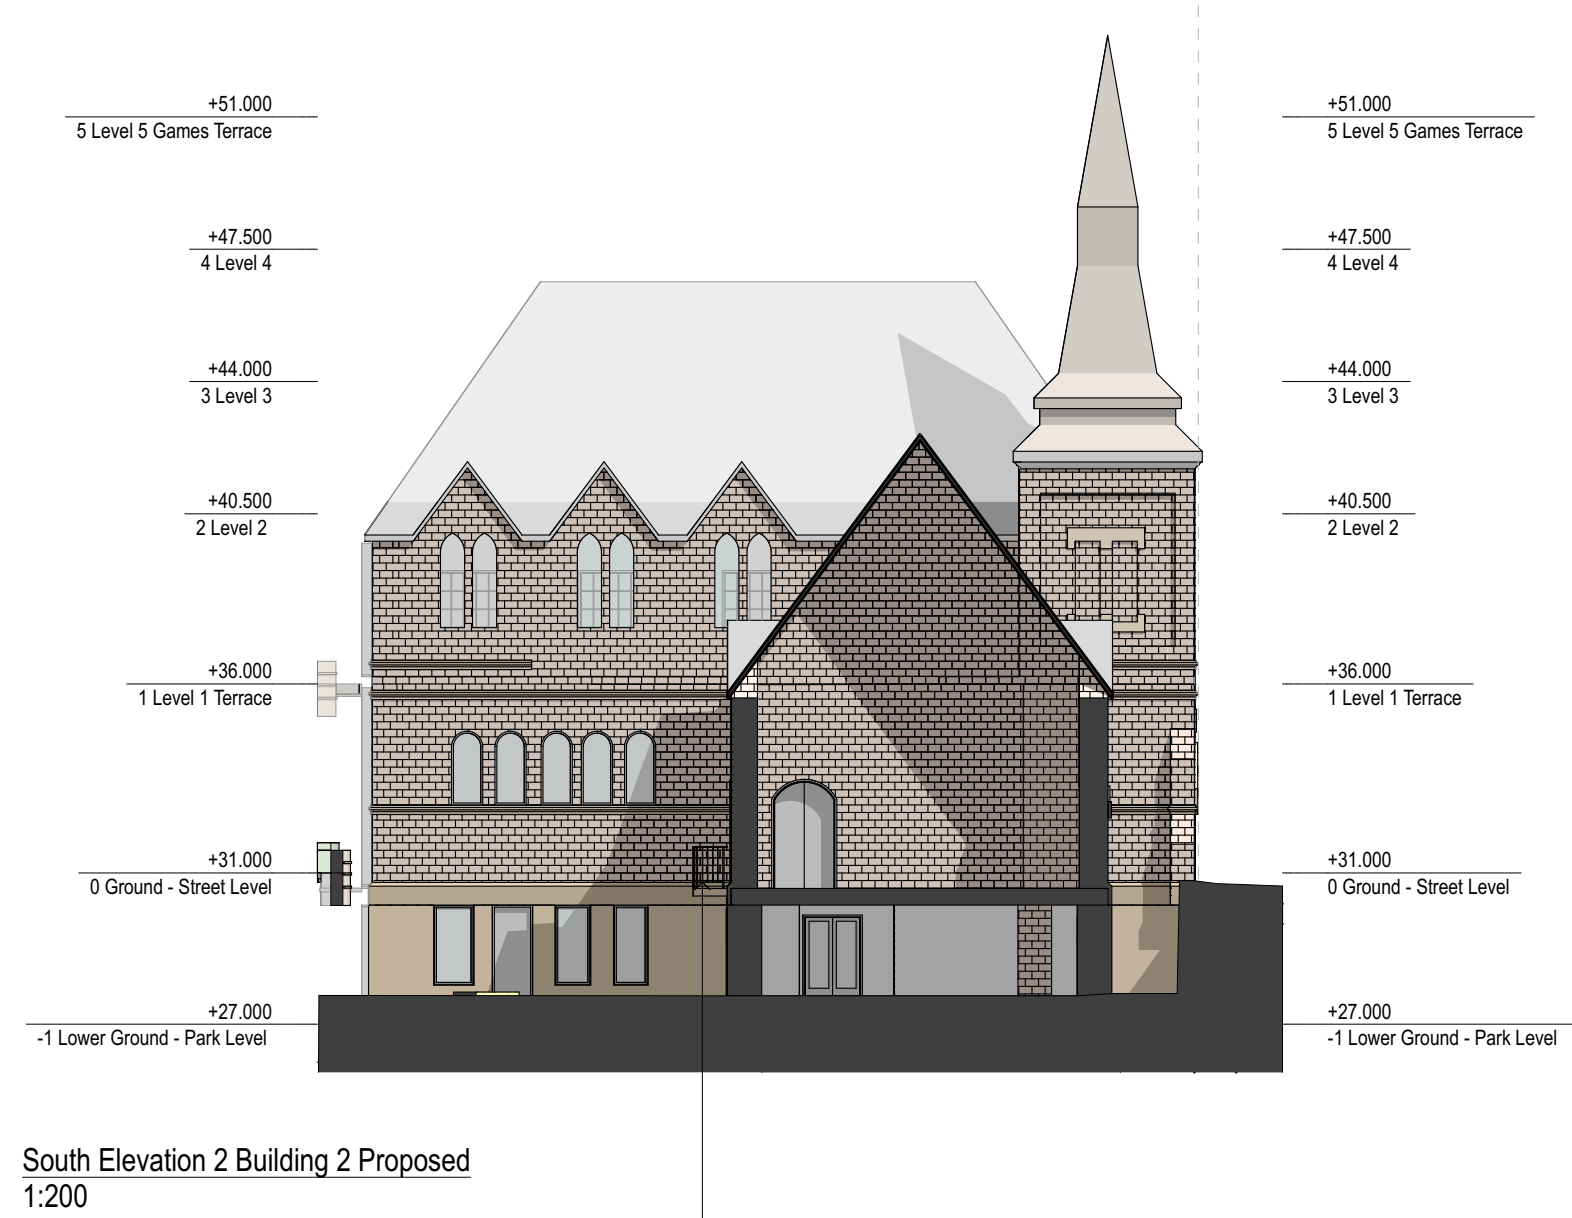 +51.000
5 Level 5 Games Terrace
+47.500
4 Level 4
+44.000
3 Level 3
+40.500
2 Level 2
+36.000
1 Level 1 Terrace
+31.000
0 Ground - Street Level
+27.000
-1 Lower Ground - Park Level
+51.000
5 Level 5 Games Terrace
+47.500
4 Level 4
+44.000
3 Level 3
+40.500
2 Level 2
+36.000
1 Level 1 Terrace
+31.000
0 Ground - Street Level
+27.000
-1 Lower Ground - Park Level
South Elevation 2 Building 2 Proposed
1:200